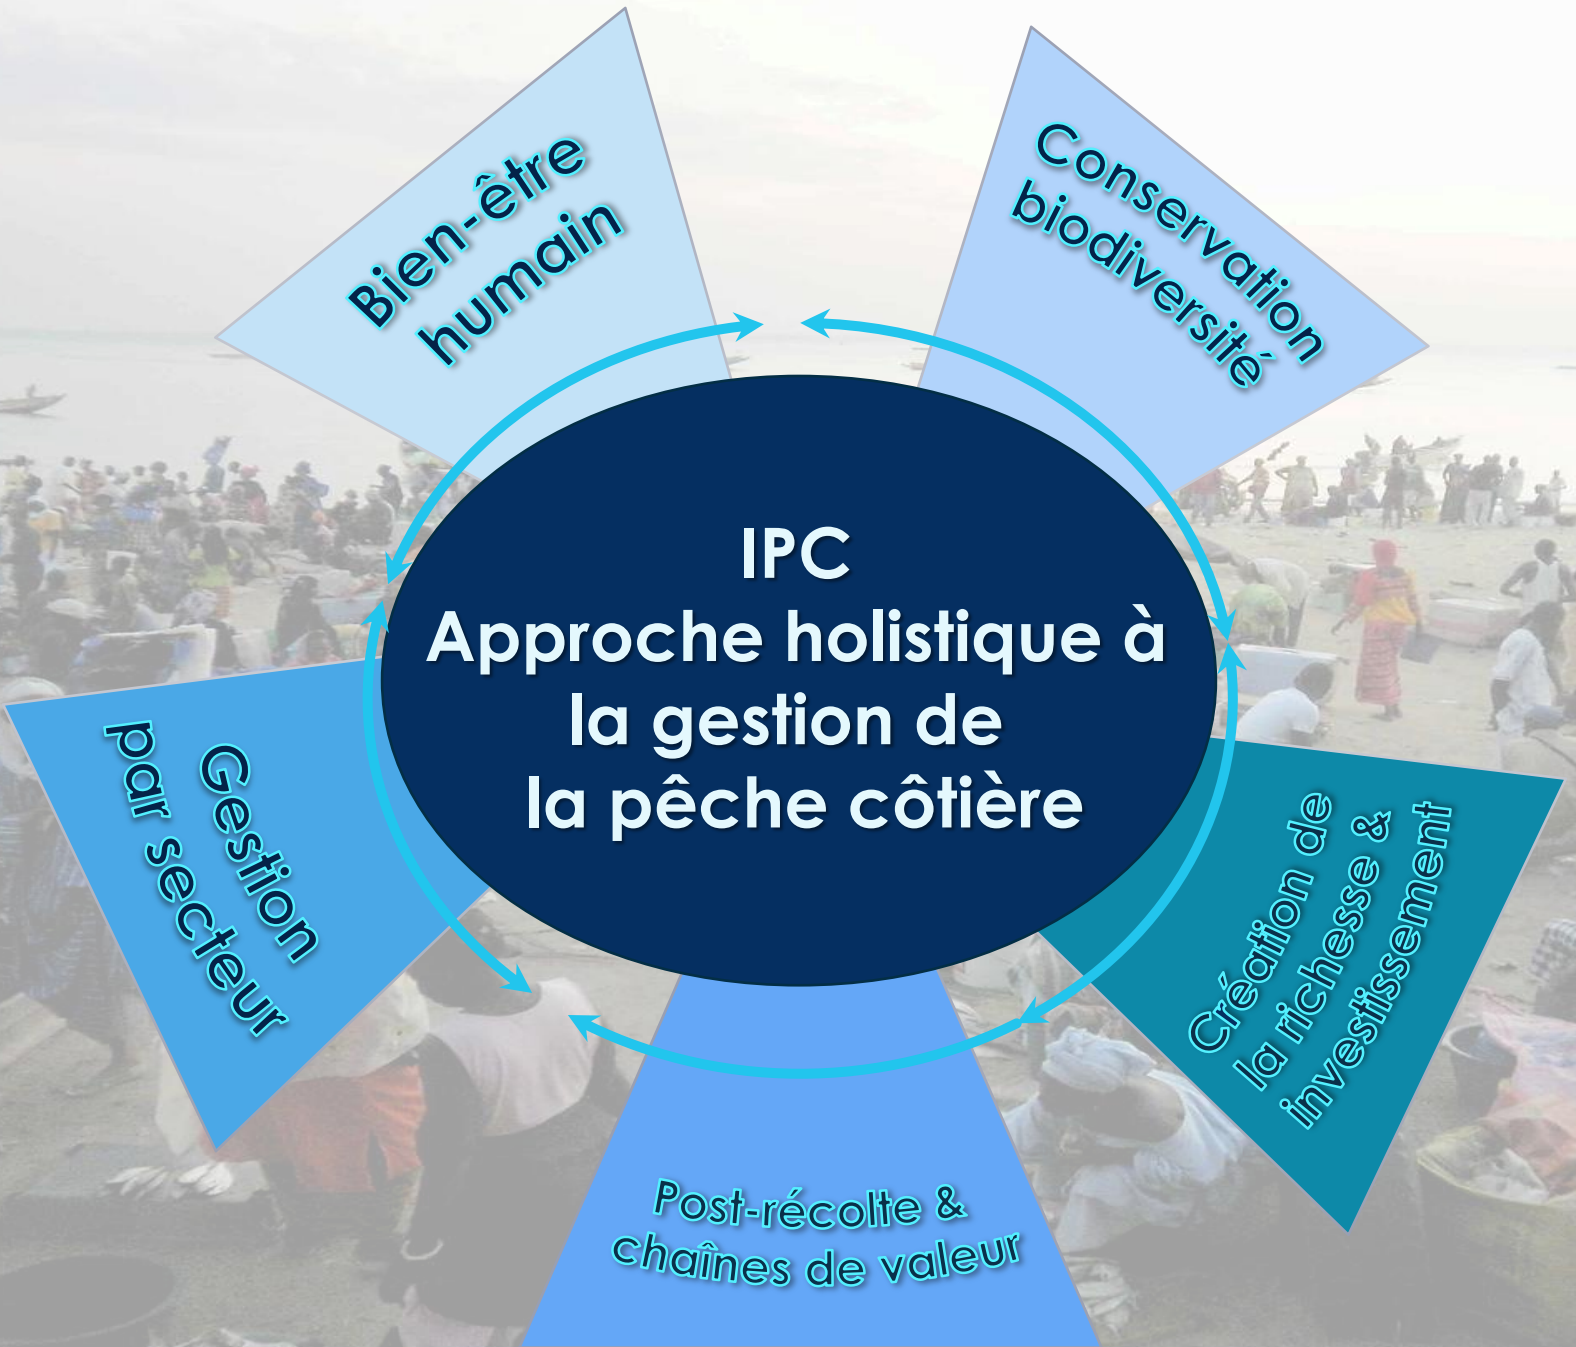 Bien-être
humain
Conservation
biodiversité
IPC
Approche holistique à
la gestion de
la pêche côtière
Gestion
par secteur
Création de
la richesse &
investissement
Post-récolte &
chaînes de valeur